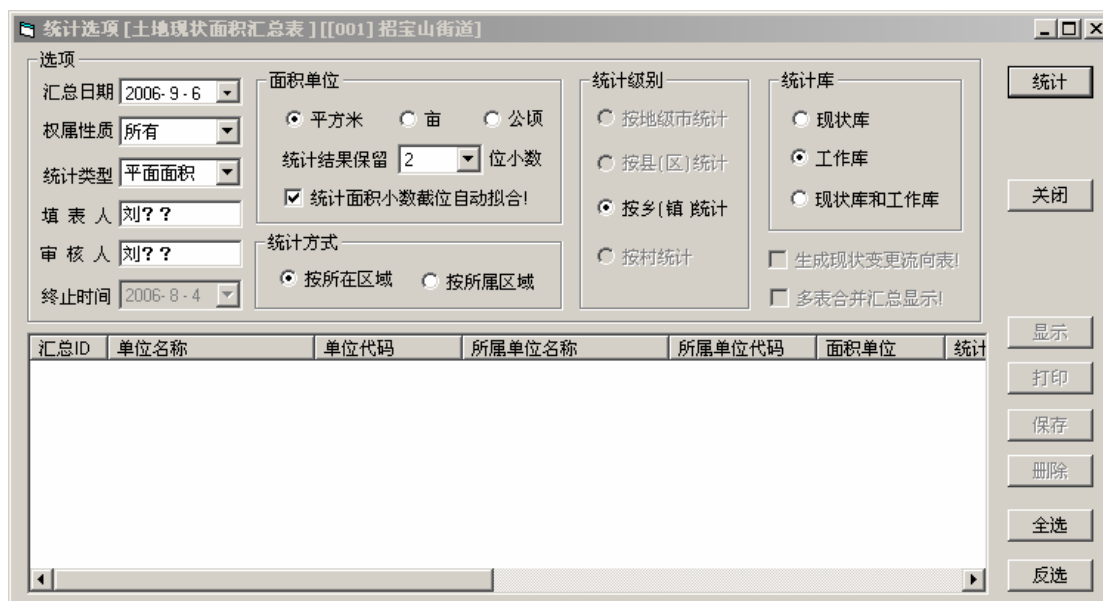 统计选项[土地现状面积汇总表][[001]招宝山街道]
选项
汇总日期 2006-9-6
权属性质 所有
统计类型 平面面积
填 表 人 刘??
审 核 人 刘??
终止时间 2006-8-4
面积单位
平方米 亩 公顷
统计结果保留 2 位小数
统计面积小数截位自动拟合!
统计方式
按所在区域 按所属区域
统计级别
按地级市统计
按县(区)统计
按乡(镇)统计
按村统计
统计库
现状库
工作库
现状库和工作库
生成现状变更流向表!
多表合并汇总显示!
统计
关闭
显示
打印
保存
删除
全选
反选
汇总ID 单位名称 单位代码 所属单位名称 所属单位代码 面积单位 统计